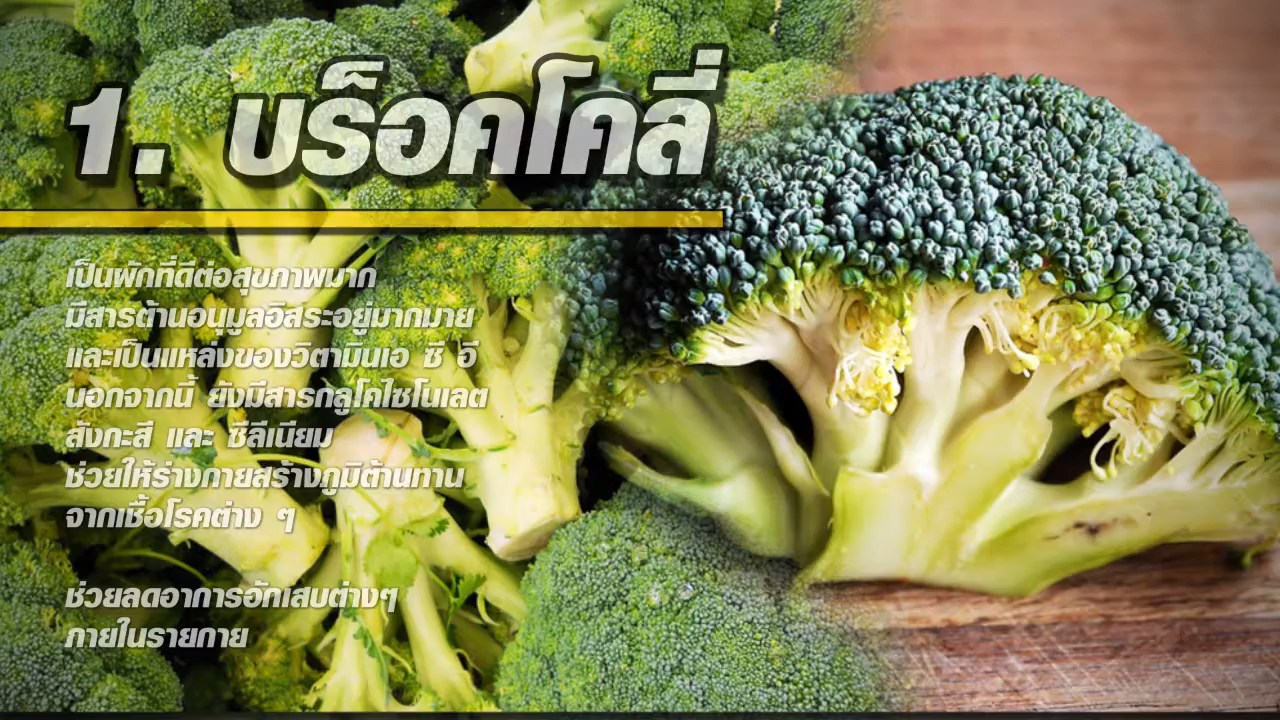 1. บร็อคโคลี่
เป็นผักที่ดีต่อสุขภาพมาก
มีสารต้านอนุมูลอิสระอยู่มากมาย
และเป็นแหล่งของวิตามินเอ ซี อี
นอกจากนี้ ยังมีสารกลูโคไซโนเลต
สังกะสี และ ซีลีเนียม
ช่วยให้ร่างกายสร้างภูมิต้านทาน
จากเชื้อโรคต่าง ๆ
ช่วยลดอาการอักเสบต่างๆ
ภายในรายกาย